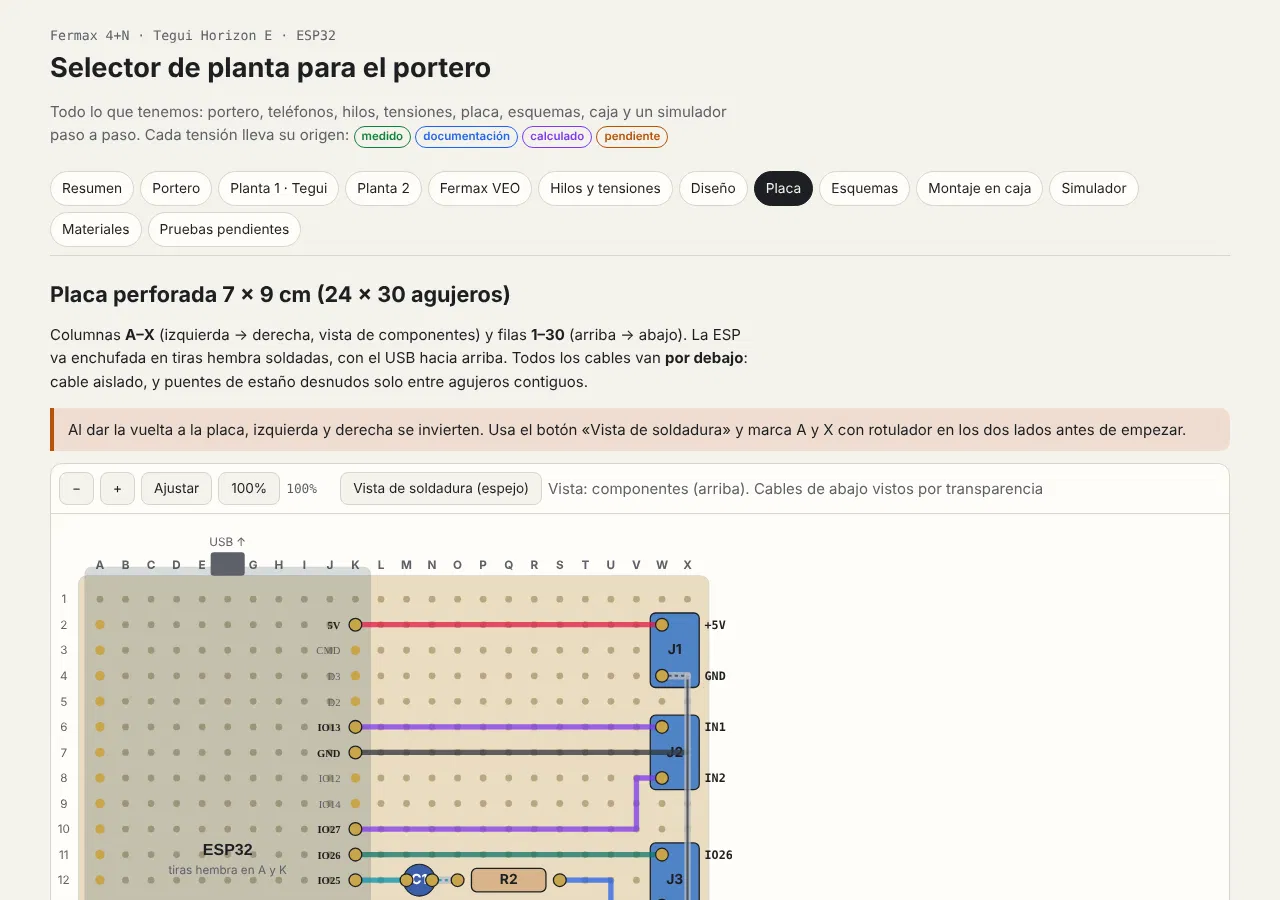 Fermax 4+N · Tegui Horizon E · ESP32
Selector de planta para el portero
Todo lo que tenemos: portero, teléfonos, hilos, tensiones, placa, esquemas, caja y un simulador
paso a paso. Cada tensión lleva su origen: medido documentación calculado pendiente
Resumen Portero Planta 1 · Tegui Planta 2 Fermax VEO Hilos y tensiones Diseño Placa Esquemas Montaje en caja Simulador
Materiales Pruebas pendientes
Placa perforada 7 × 9 cm (24 × 30 agujeros)
Columnas A–X (izquierda → derecha, vista de componentes) y filas 1–30 (arriba → abajo). La ESP
va enchufada en tiras hembra soldadas, con el USB hacia arriba. Todos los cables van por debajo:
cable aislado, y puentes de estaño desnudos solo entre agujeros contiguos.
Al dar la vuelta a la placa, izquierda y derecha se invierten. Usa el botón «Vista de soldadura» y marca A y X con rotulador en los dos lados antes de empezar.
− + Ajustar 100% 100% Vista de soldadura (espejo) Vista: componentes (arriba). Cables de abajo vistos por transparencia
USB ↑
A B C D E G H I J K L M N O P Q R S T U V W X
1
2 5V +5V
3 CMD J1
4 D3 GND
5 D2
6 IO13 IN1
7 GND J2
8 IO12 IN2
9 IO14
10 IO27
11 ESP32 IO26 IO26
tiras hembra en A y K
12 IO25 C1 R2 J3